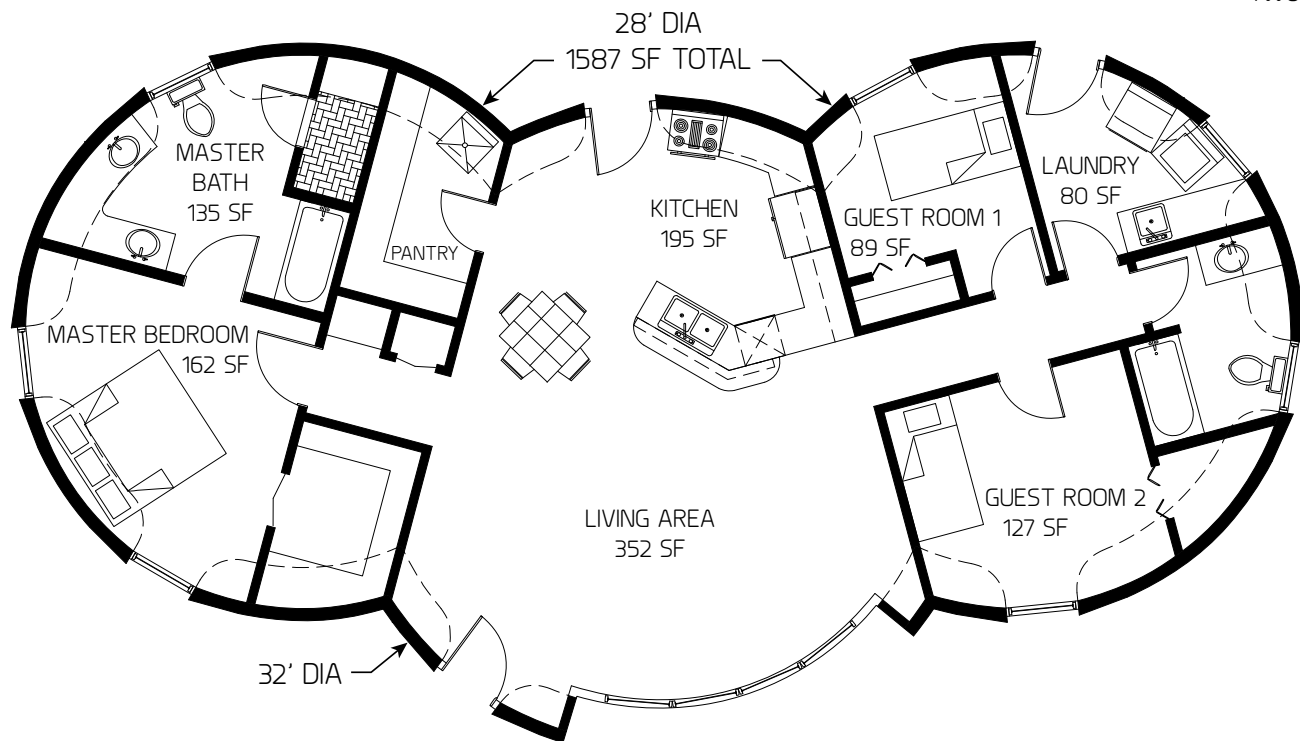 28' DIA
1587 SF TOTAL
MASTER
BATH
135 SF
PANTRY
KITCHEN
195 SF
GUEST ROOM 1
89 SF
LAUNDRY
80 SF
MASTER BEDROOM
162 SF
LIVING AREA
352 SF
GUEST ROOM 2
127 SF
32' DIA